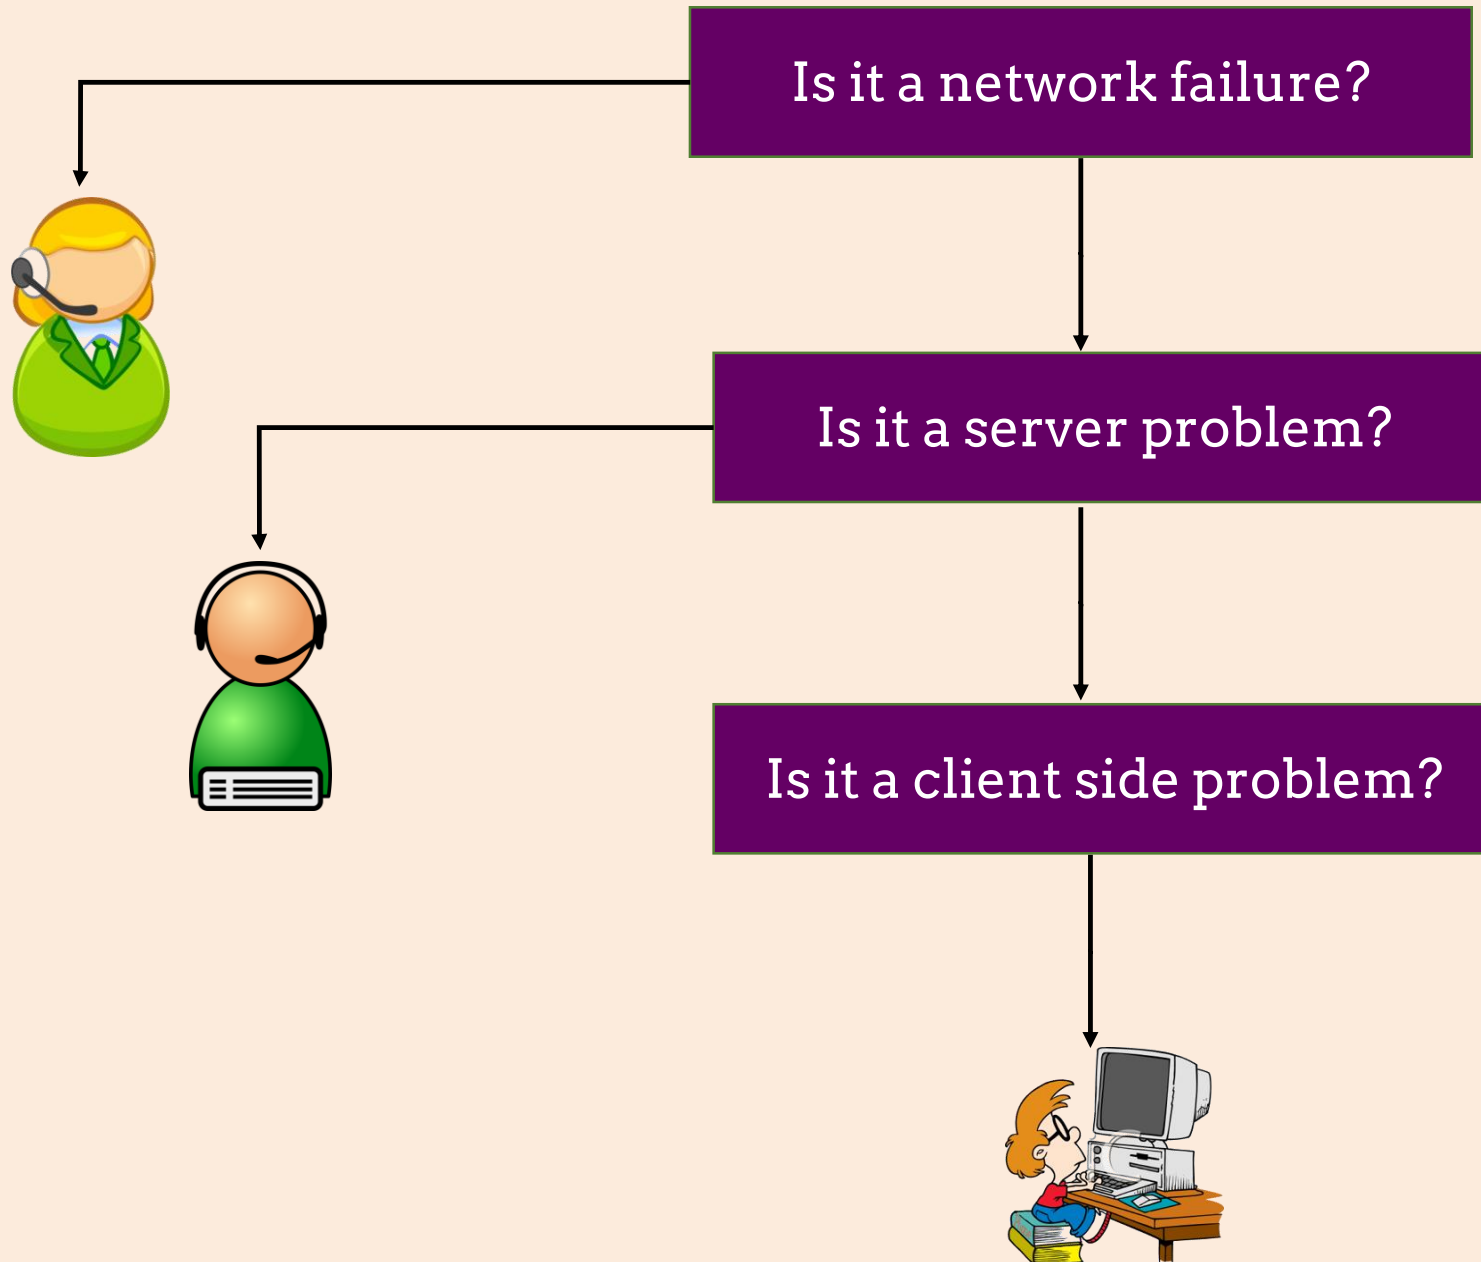 Is it a network failure?
Is it a server problem?
Is it a client side problem?